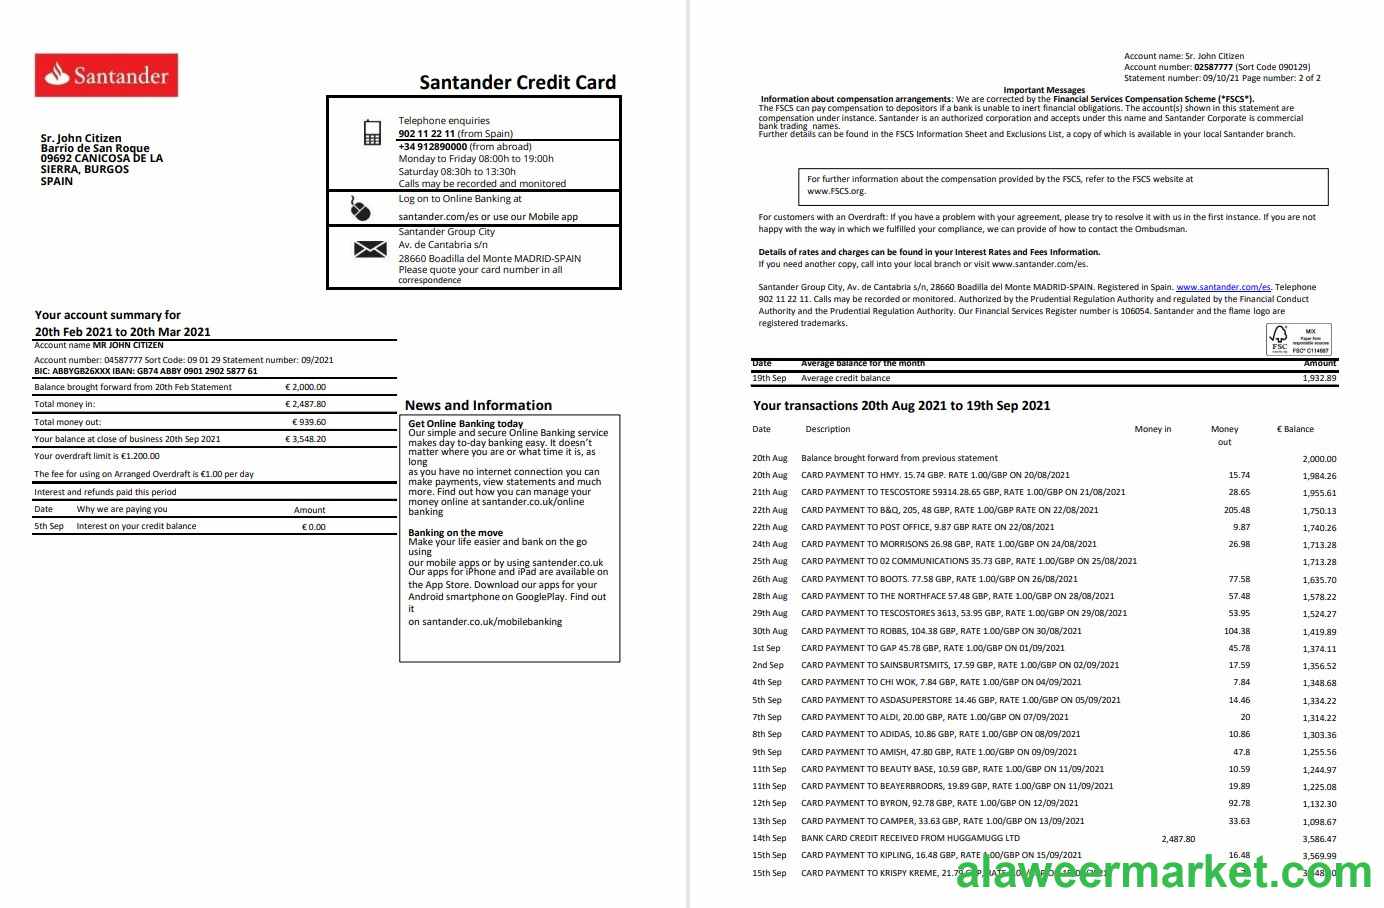 Santander
Santander Credit Card
Sr. John Citizen
Barrio de San Roque
09692 CANICOSA DE LA
SIERRA, BURGOS
SPAIN
Telephone enquiries
902 11 22 11 (from Spain)
+34 912890000 (from abroad)
Monday to Friday 08:00h to 19:00h
Saturday 08:30h to 13:30h
Calls may be recorded and monitored
Log on to Online Banking at
santander.com/es or use our Mobile app
Santander Group City
Av. de Cantabria s/n
28660 Boadilla del Monte MADRID-SPAIN
Please quote your card number in all
correspondence
Your account summary for
20th Feb 2021 to 20th Mar 2021
Account name MR JOHN CITIZEN
Account number: 04587777 Sort Code: 09 01 29 Statement number: 09/2021
BIC: ABBYGB26XXX IBAN: GB74 ABBY 0901 2902 5877 61
Balance brought forward from 20th Feb Statement € 2,000.00
Total money in: € 2,487.80
Total money out: € 939.60
Your balance at close of business 20th Sep 2021 € 3,548.20
Your overdraft limit is €1.200.00
The fee for using on Arranged Overdraft is €1.00 per day
Interest and refunds paid this period
Date Why we are paying you Amount
5th Sep Interest on your credit balance € 0.00
News and Information
Get Online Banking today
Our simple and secure Online Banking service
makes day to-day banking easy. It doesn't
matter where you are or what time it is, as
long
as you have no internet connection you can
make payments, view statements and much
more. Find out how you can manage your
money online at santander.co.uk/online
banking
Banking on the move
Make your life easier and bank on the go
using
our mobile apps or by using santender.co.uk
Our apps for iPhone and iPad are available on
the App Store. Download our apps for your
Android smartphone on GooglePlay. Find out
it
on santander.co.uk/mobilebanking
Account name: Sr. John Citizen
Account number: 02587777 (Sort Code 090129)
Statement number: 09/10/21 Page number: 2 of 2
Important Messages
Information about compensation arrangements: We are corrected by the Financial Services Compensation Scheme (*FSCS*).
The FSCS can pay compensation to depositors if a bank is unable to inert financial obligations. The account(s) shown in this statement are
compensation under instance. Santander is an authorized corporation and accepts under this name and Santander Corporate is commercial
bank trading names.
Further details can be found in the FSCS Information Sheet and Exclusions List, a copy of which is available in your local Santander branch.
For further information about the compensation provided by the FSCS, refer to the FSCS website at
www.FSCS.org.
For customers with an Overdraft: If you have a problem with your agreement, please try to resolve it with us in the first instance. If you are not
happy with the way in which we fulfilled your compliance, we can provide of how to contact the Ombudsman.
Details of rates and charges can be found in your Interest Rates and Fees Information.
If you need another copy, call into your local branch or visit www.santander.com/es.
Santander Group City, Av. de Cantabria s/n, 28660 Boadilla del Monte MADRID-SPAIN. Registered in Spain. www.santander.com/es. Telephone
902 11 22 11. Calls may be recorded or monitored. Authorized by the Prudential Regulation Authority and regulated by the Financial Conduct
Authority and the Prudential Regulation Authority. Our Financial Services Register number is 106054. Santander and the flame logo are
registered trademarks.
FSC
MIX
Paper from
responsible sources
FSC® C114687
Date Average balance for the month Amount
19th Sep Average credit balance 1,932.89
Your transactions 20th Aug 2021 to 19th Sep 2021
Date Description Money in Money out € Balance
20th Aug Balance brought forward from previous statement 2,000.00
20th Aug CARD PAYMENT TO HMY. 15.74 GBP. RATE 1.00/GBP ON 20/08/2021 15.74 1,984.26
21th Aug CARD PAYMENT TO TESCOSTORE 59314.28.65 GBP, RATE 1.00/GBP ON 21/08/2021 28.65 1,955.61
22th Aug CARD PAYMENT TO B&Q, 205, 48 GBP, RATE 1.00/GBP RATE ON 22/08/2021 205.48 1,750.13
22th Aug CARD PAYMENT TO POST OFFICE, 9.87 GBP RATE ON 22/08/2021 9.87 1,740.26
24th Aug CARD PAYMENT TO MORRISONS 26.98 GBP, RATE 1.00/GBP ON 24/08/2021 26.98 1,713.28
25th Aug CARD PAYMENT TO 02 COMMUNICATIONS 35.73 GBP, RATE 1.00/GBP ON 25/08/2021 1,713.28
26th Aug CARD PAYMENT TO BOOTS. 77.58 GBP, RATE 1.00/GBP ON 26/08/2021 77.58 1,635.70
28th Aug CARD PAYMENT TO THE NORTHFACE 57.48 GBP, RATE 1.00/GBP ON 28/08/2021 57.48 1,578.22
29th Aug CARD PAYMENT TO TESCOSTORES 3613, 53.95 GBP, RATE 1.00/GBP ON 29/08/2021 53.95 1,524.27
30th Aug CARD PAYMENT TO ROBBS, 104.38 GBP, RATE 1.00/GBP ON 30/08/2021 104.38 1,419.89
1st Sep CARD PAYMENT TO GAP 45.78 GBP, RATE 1.00/GBP ON 01/09/2021 45.78 1,374.11
2nd Sep CARD PAYMENT TO SAINSBURTSMITS, 17.59 GBP, RATE 1.00/GBP ON 02/09/2021 17.59 1,356.52
4th Sep CARD PAYMENT TO CHI WOK, 7.84 GBP, RATE 1.00/GBP ON 04/09/2021 7.84 1,348.68
5th Sep CARD PAYMENT TO ASDASUPERSTORE 14.46 GBP, RATE 1.00/GBP ON 05/09/2021 14.46 1,334.22
7th Sep CARD PAYMENT TO ALDI, 20.00 GBP, RATE 1.00/GBP ON 07/09/2021 20 1,314.22
8th Sep CARD PAYMENT TO ADIDAS, 10.86 GBP, RATE 1.00/GBP ON 08/09/2021 10.86 1,303.36
9th Sep CARD PAYMENT TO AMISH, 47.80 GBP, RATE 1.00/GBP ON 09/09/2021 47.8 1,255.56
11th Sep CARD PAYMENT TO BEAUTY BASE, 10.59 GBP, RATE 1.00/GBP ON 11/09/2021 10.59 1,244.97
11th Sep CARD PAYMENT TO BEAYERBRODRS, 19.89 GBP, RATE 1.00/GBP ON 11/09/2021 19.89 1,225.08
12th Sep CARD PAYMENT TO BYRON, 92.78 GBP, RATE 1.00/GBP ON 12/09/2021 92.78 1,132.30
13th Sep CARD PAYMENT TO CAMPER, 33.63 GBP, RATE 1.00/GBP ON 13/09/2021 33.63 1,098.67
14th Sep BANK CARD CREDIT RECEIVED FROM HUGGAMUGG LTD 2,487.80 3,586.47
15th Sep CARD PAYMENT TO KIPLING, 16.48 GBP, RATE 1.00/GBP ON 15/09/2021 16.48 3,569.99
15th Sep CARD PAYMENT TO KRISPY KREME,
alaweermarket.com